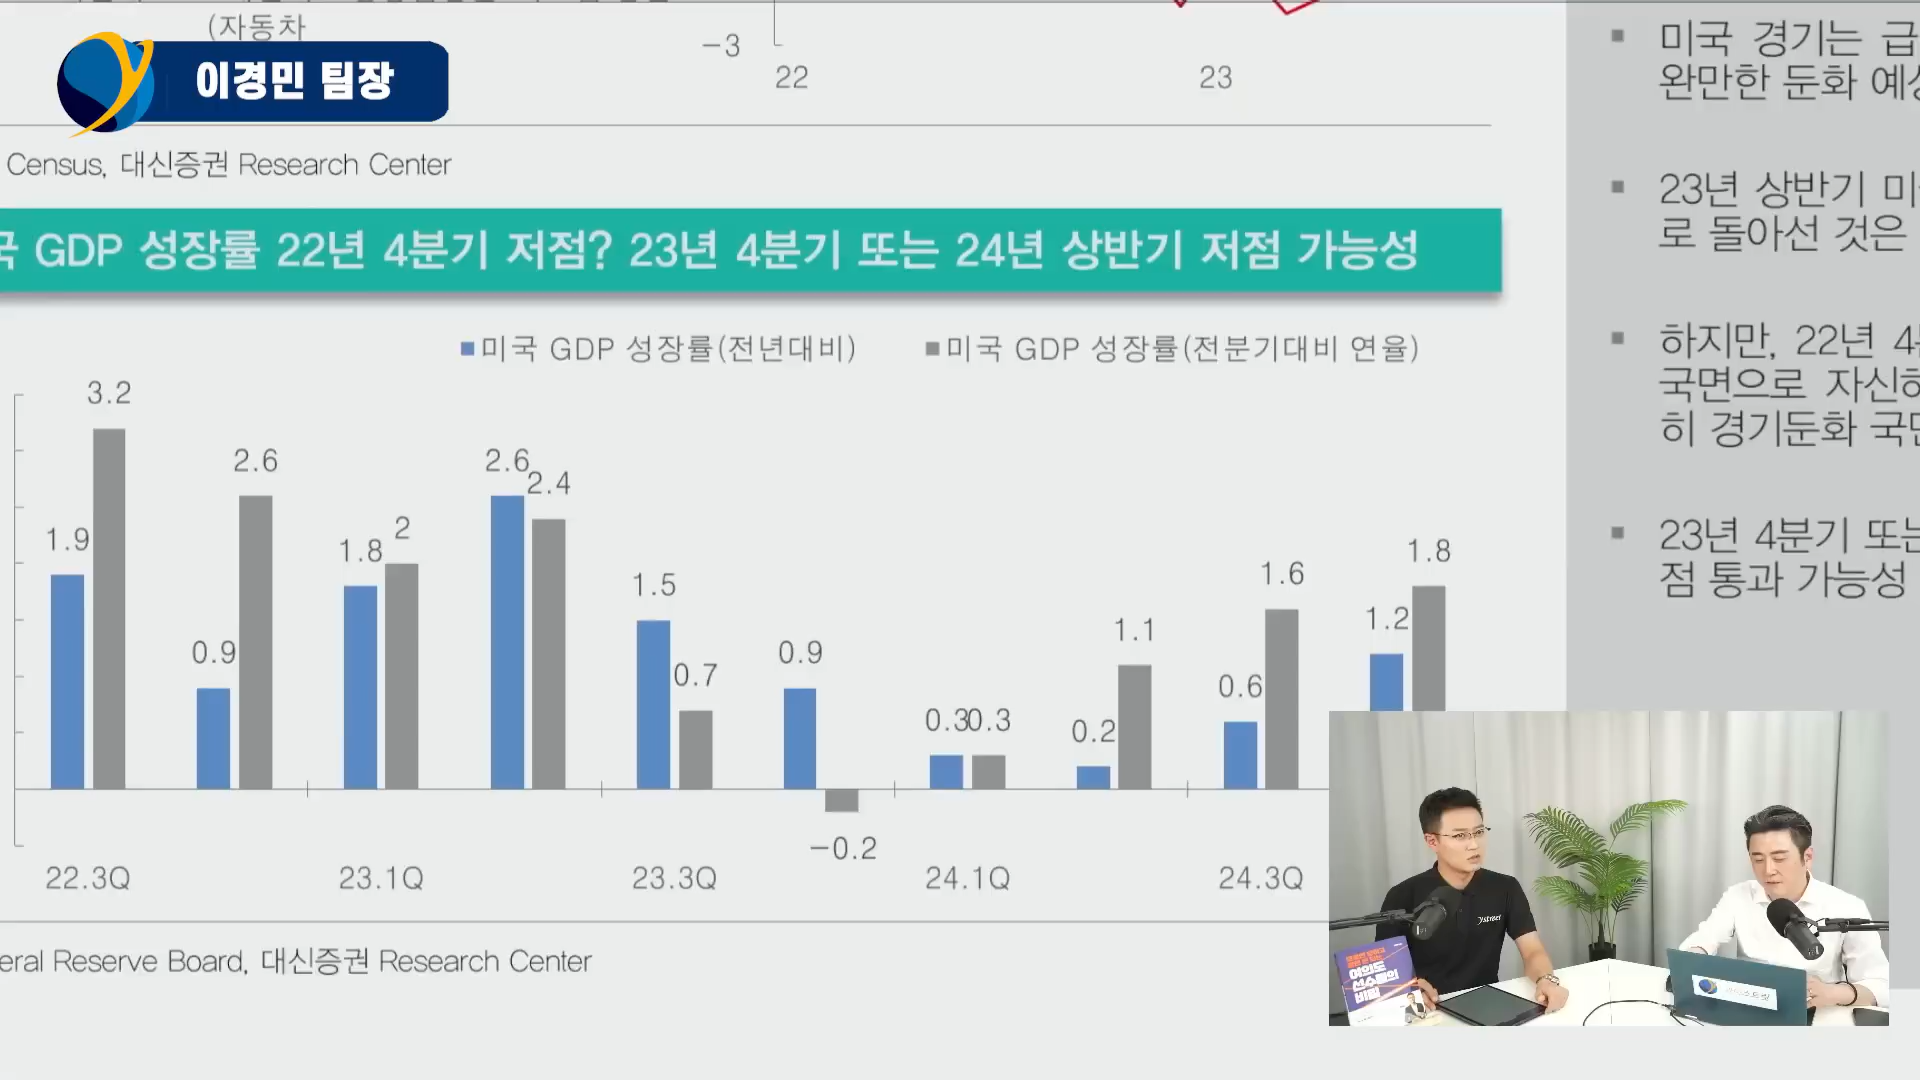 (자동차
-3
22
23
이경민 팀장
Census, 대신증권 Research Center
GDP 성장률 22년 4분기 저점? 23년 4분기 또는 24년 상반기 저점 가능성
미국 GDP 성장률(전년대비)
미국 GDP 성장률(전분기대비 연율)
3.2
2.6
2.6
2.4
1.9
1.8
2
1.5
1.8
1.6
1.2
1.1
0.9
0.7
0.9
0.6
0.3
0.3
0.2
-0.2
22.3Q
23.1Q
23.3Q
24.1Q
24.3Q
eral Reserve Board, 대신증권 Research Center
미국 경기는 급
완만한 둔화
23년 상반기
로 돌아선 것은
하지만, 22년
국면으로
히 경기둔화
23년 4분기 또는
점 통과 가능성
여의도
선수들의
비밀